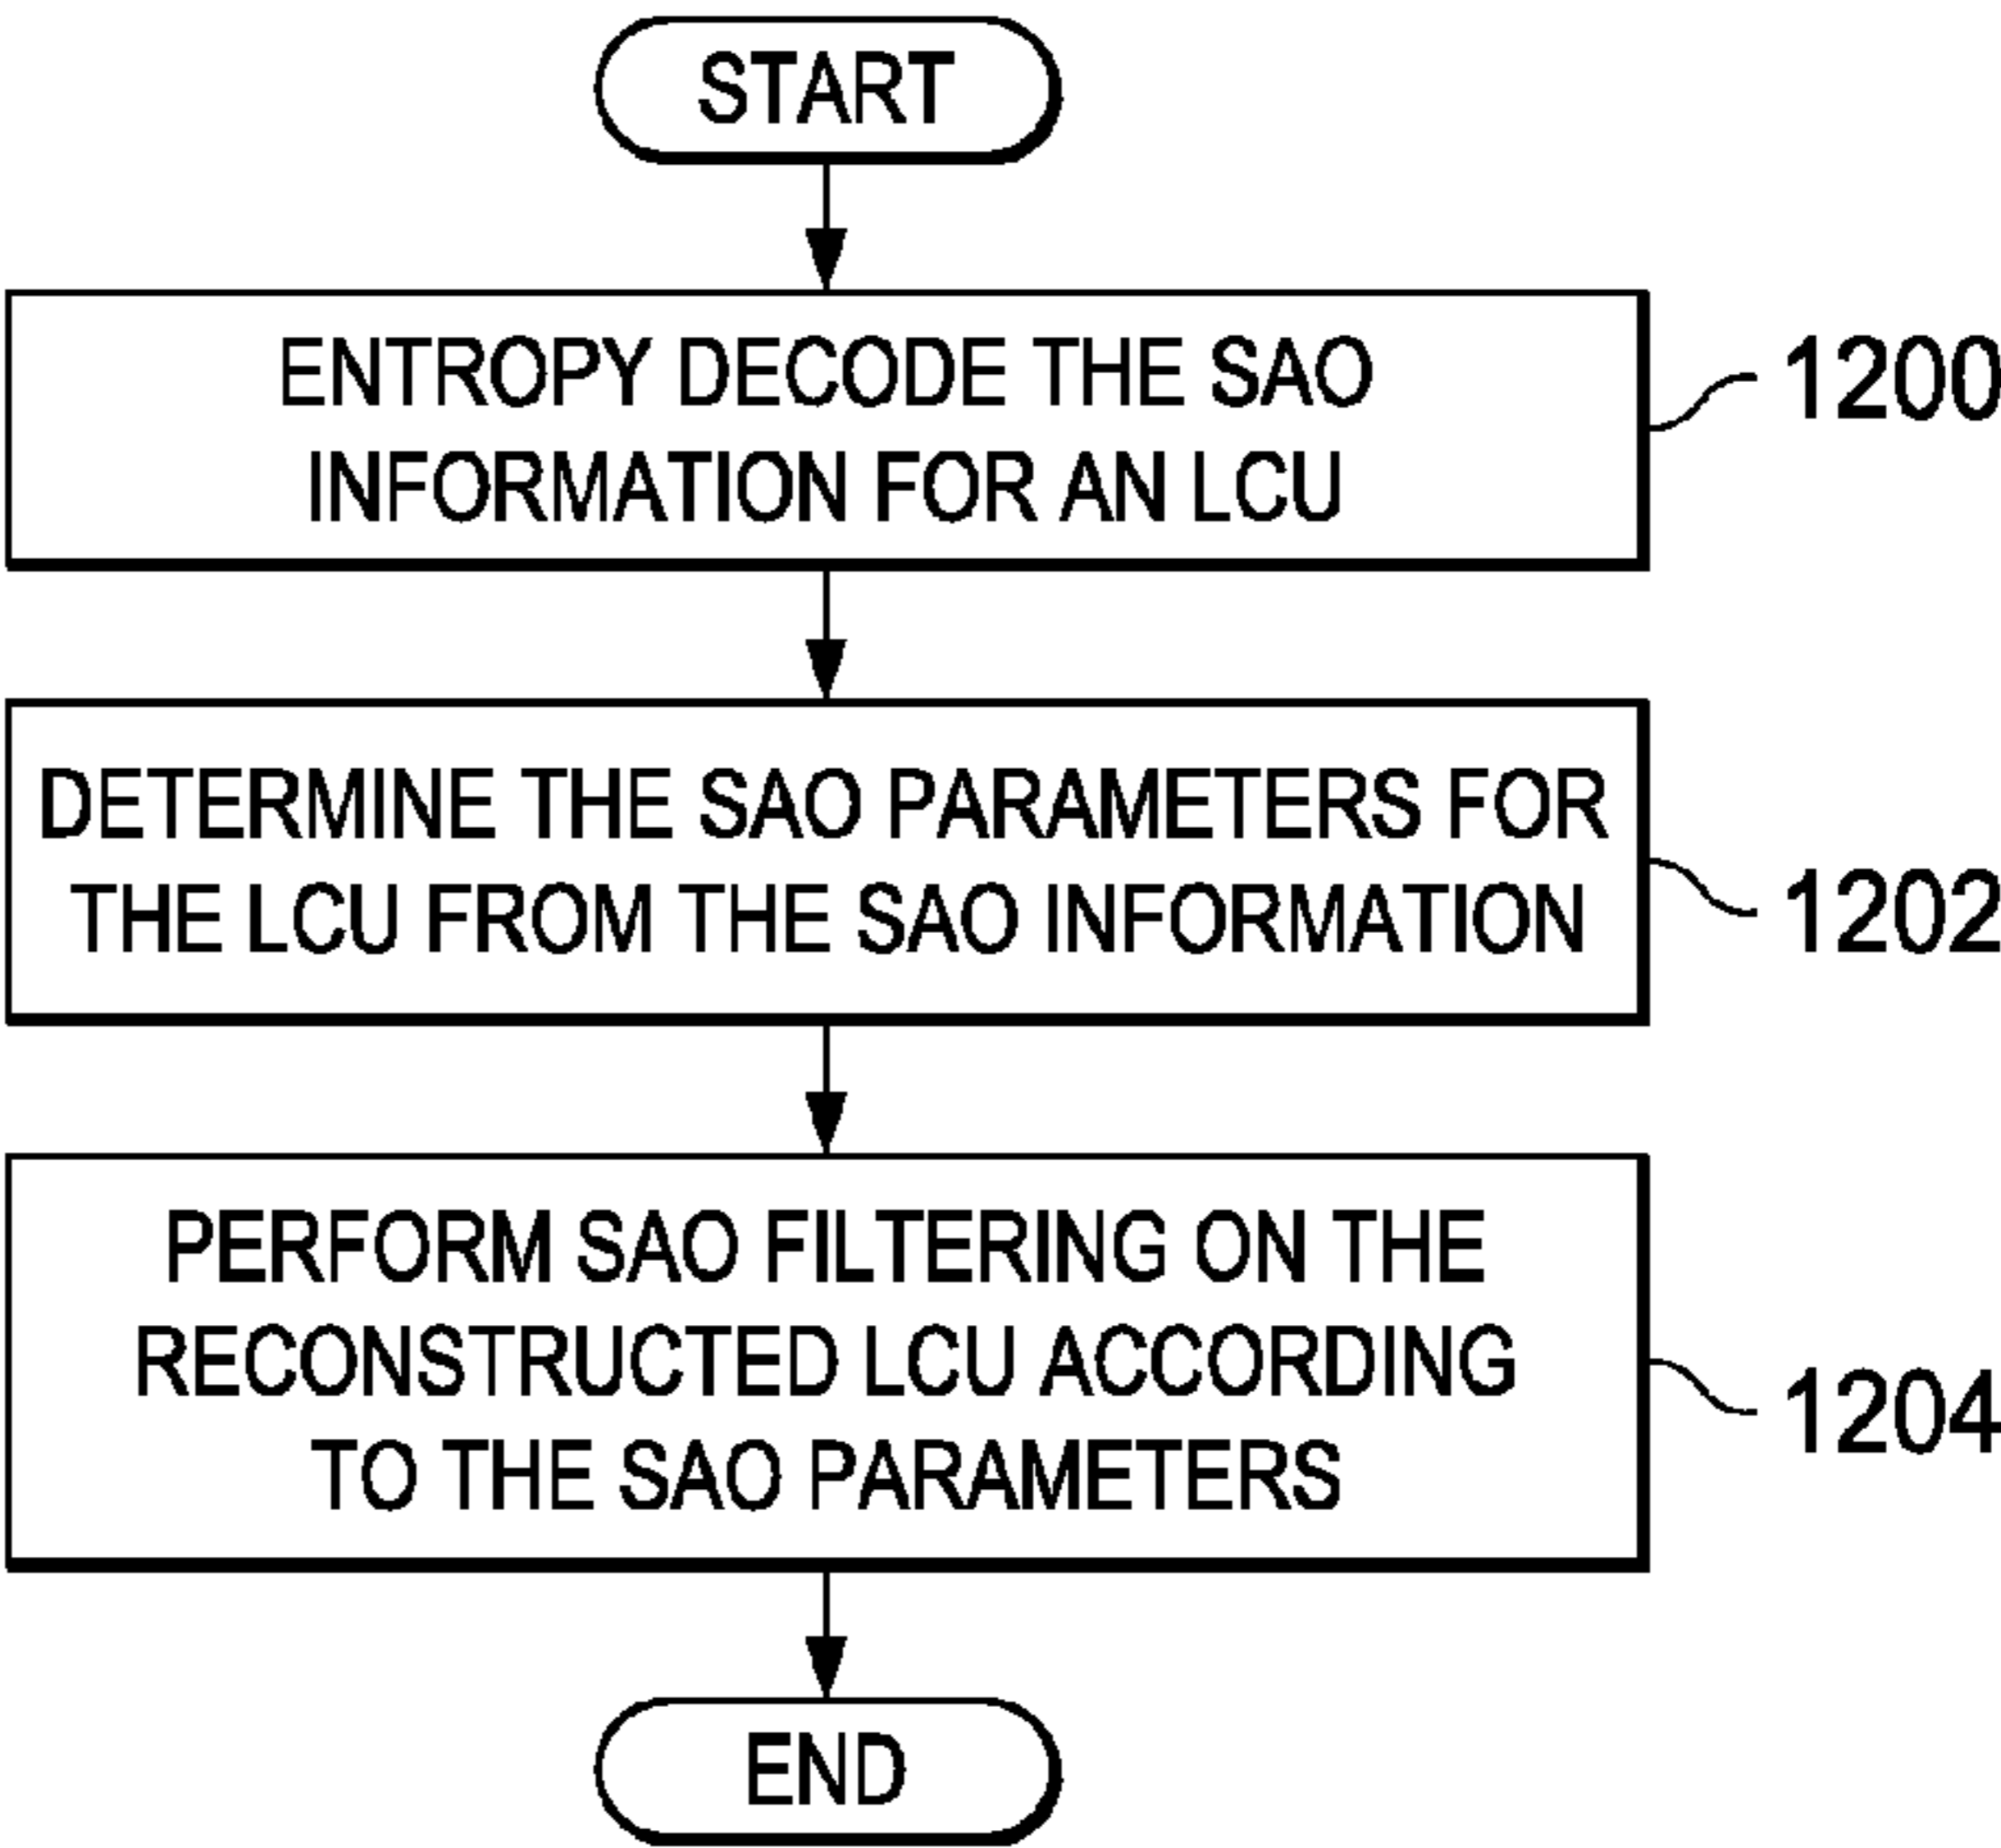 START
ENTROPY DECODE THE SAO
INFORMATION FOR AN LCU
1200
DETERMINE THE SAO PARAMETERS FOR
THE LCU FROM THE SAO INFORMATION
1202
PERFORM SAO FILTERING ON THE
RECONSTRUCTED LCU ACCORDING
TO THE SAO PARAMETERS
1204
END